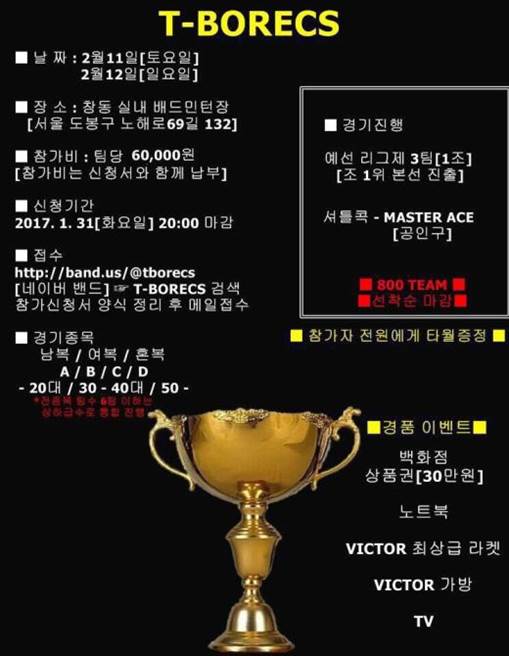 T-BORECS
■ 날 짜 : 2월11일[토요일]
2월12일[일요일]
■ 장 소 : 창동 실내 배드민턴장
[서울 도봉구 노해로69길 132]
■ 참가비 : 팀당 60,000원
[참가비는 신청서와 함께 납부]
■ 신청기간
2017. 1. 31[화요일] 20:00 마감
■ 접수
http://band.us/@tborecs
[네이버 밴드] ☞ T-BORECS 검색
참가신청서 양식 정리 후 메일접수
■ 경기종목
남복 / 여복 / 혼복
A / B / C / D
- 20대 / 30 - 40대 / 50 -
*전종목 팀수 6팀 이하는
상하급수로 통합 진행
■ 경기진행
예선 리그제 3팀[1조]
[조 1위 본선 진출]
셔틀콕 - MASTER ACE
[공인구]
■ 800 TEAM ■
■선착순 마감■
■ 참가자 전원에게 타월증정 ■
■경품 이벤트■
백화점
상품권[30만원]
노트북
VICTOR 최상급 라켓
VICTOR 가방
TV